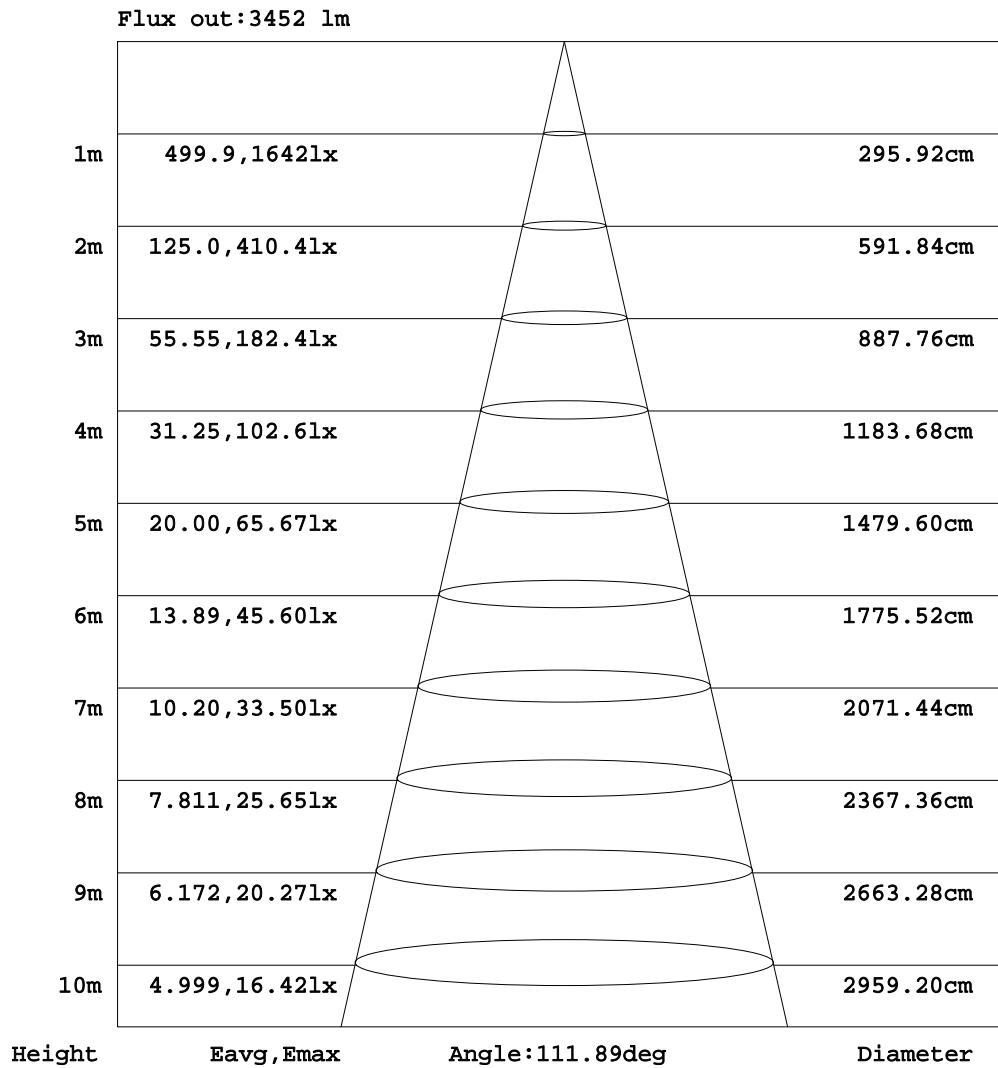 Flux out:3452 lm
1m 499.9,1642lx 295.92cm
2m 125.0,410.4lx 591.84cm
3m 55.55,182.4lx 887.76cm
4m 31.25,102.6lx 1183.68cm
5m 20.00,65.67lx 1479.60cm
6m 13.89,45.60lx 1775.52cm
7m 10.20,33.50lx 2071.44cm
8m 7.811,25.65lx 2367.36cm
9m 6.172,20.27lx 2663.28cm
10m 4.999,16.42lx 2959.20cm
Height Eavg,Emax Angle:111.89deg Diameter